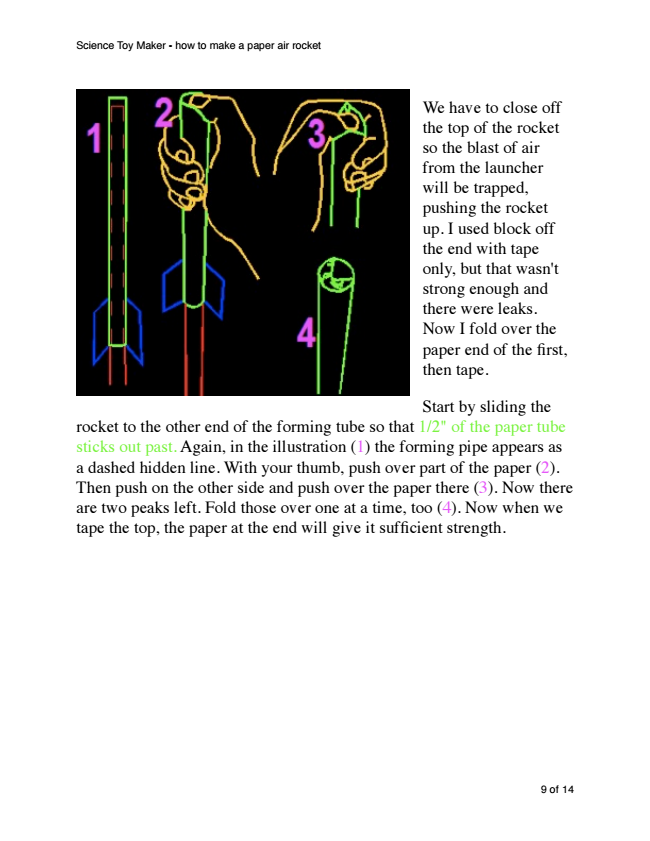 Science Toy Maker - how to make a paper air rocket
1
2
3
4
We have to close off
the top of the rocket
so the blast of air
from the launcher
will be trapped,
pushing the rocket
up. I used block off
the end with tape
only, but that wasn't
strong enough and
there were leaks.
Now I fold over the
paper end of the first,
then tape.
Start by sliding the
rocket to the other end of the forming tube so that 1/2" of the paper tube
sticks out past. Again, in the illustration (1) the forming pipe appears as
a dashed hidden line. With your thumb, push over part of the paper (2).
Then push on the other side and push over the paper there (3). Now there
are two peaks left. Fold those over one at a time, too (4). Now when we
tape the top, the paper at the end will give it sufficient strength.
9 of 14